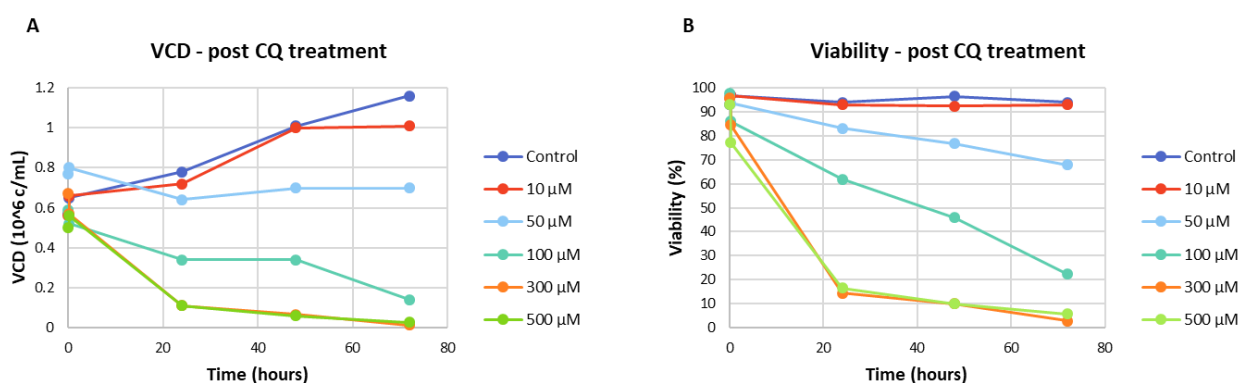 A
VCD - post CQ treatment
VCD (10^6 c/mL)
1.2
1
0.8
0.6
0.4
0.2
0
0
20
40
60
80
Time (hours)
Control
10 µM
50 µM
100 µM
300 µM
500 µM
B
Viability - post CQ treatment
Viability (%)
100
90
80
70
60
50
40
30
20
10
0
0
20
40
60
80
Time (hours)
Control
10 µM
50 µM
100 µM
300 µM
500 µM